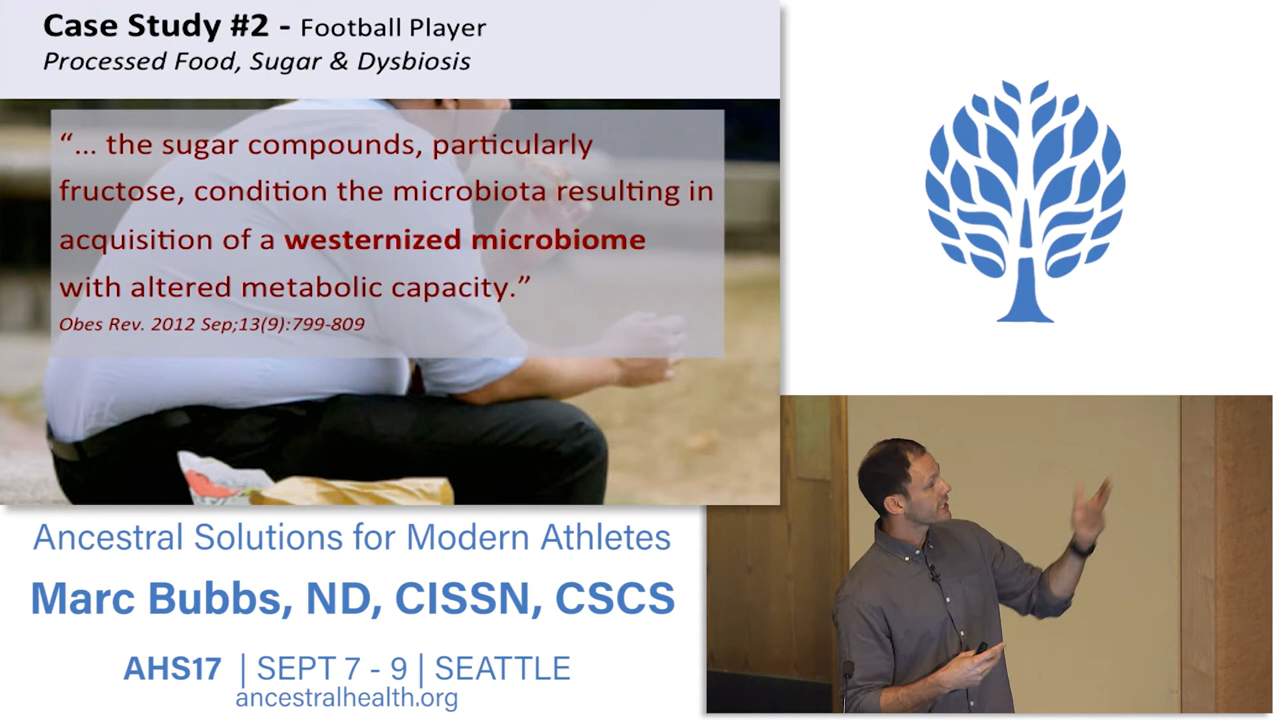 Case Study #2 - Football Player
Processed Food, Sugar & Dysbiosis
“... the sugar compounds, particularly
fructose, condition the microbiota resulting in
acquisition of a westernized microbiome
with altered metabolic capacity.”
Obes Rev. 2012 Sep;13(9):799-809
Ancestral Solutions for Modern Athletes
Marc Bubbs, ND, CISSN, CSCS
AHS17 | SEPT 7 - 9 | SEATTLE
ancestralhealth.org